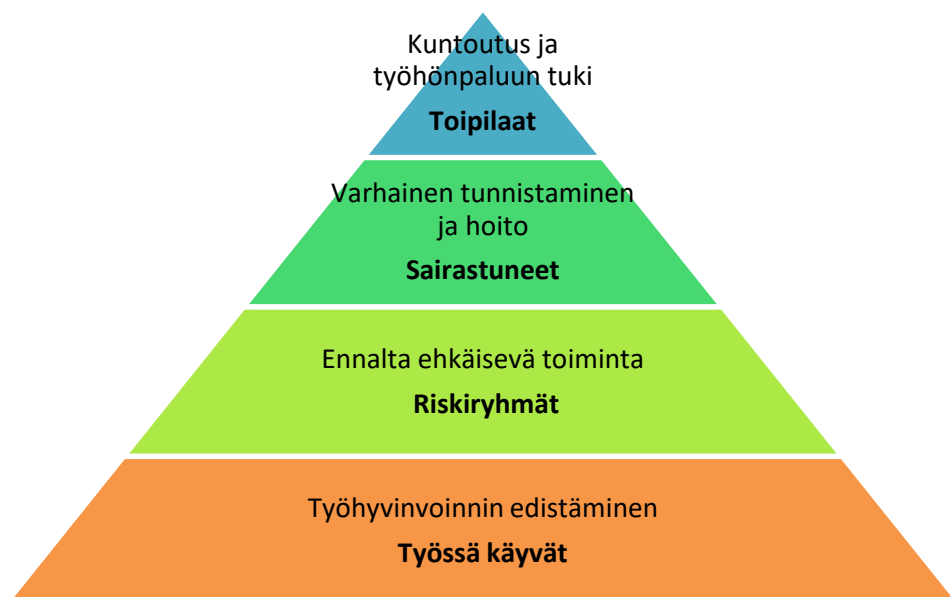 Kuntoutus ja
työhönpaluun tuki
Toipilaat
Varhainen tunnistaminen
ja hoito
Sairastuneet
Ennalta ehkäisevä toiminta
Riskiryhmät
Työhyvinvoinnin edistäminen
Työssä käyvät